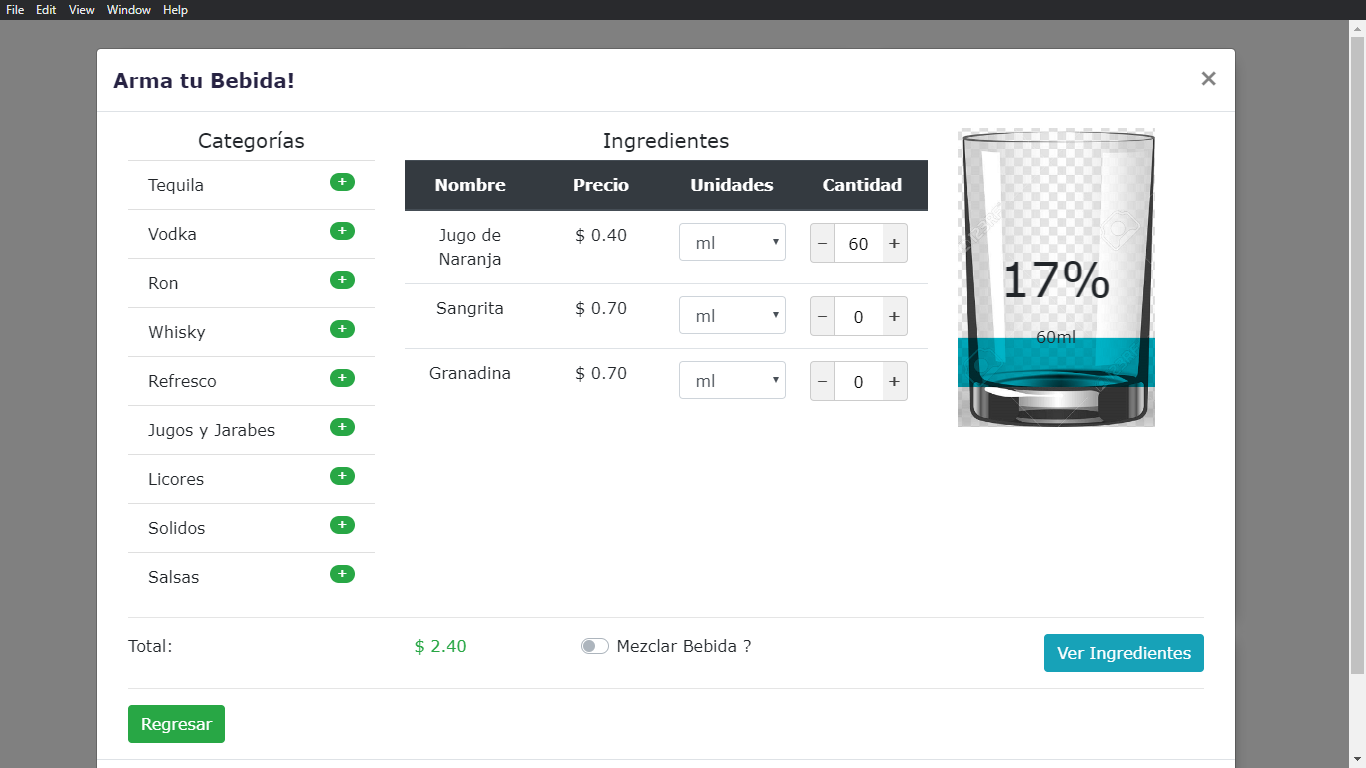 File Edit View Window Help
Arma tu Bebida! ×
Categorías
Tequila +
Vodka +
Ron +
Whisky +
Refresco +
Jugos y Jarabes +
Licores +
Solidos +
Salsas +
Ingredientes
Nombre Precio Unidades Cantidad
Jugo de $ 0.40 ml − 60 +
Naranja
Sangrita $ 0.70 ml − 0 +
Granadina $ 0.70 ml − 0 +
17%
60ml
Total: $ 2.40 Mezclar Bebida ? Ver Ingredientes
Regresar